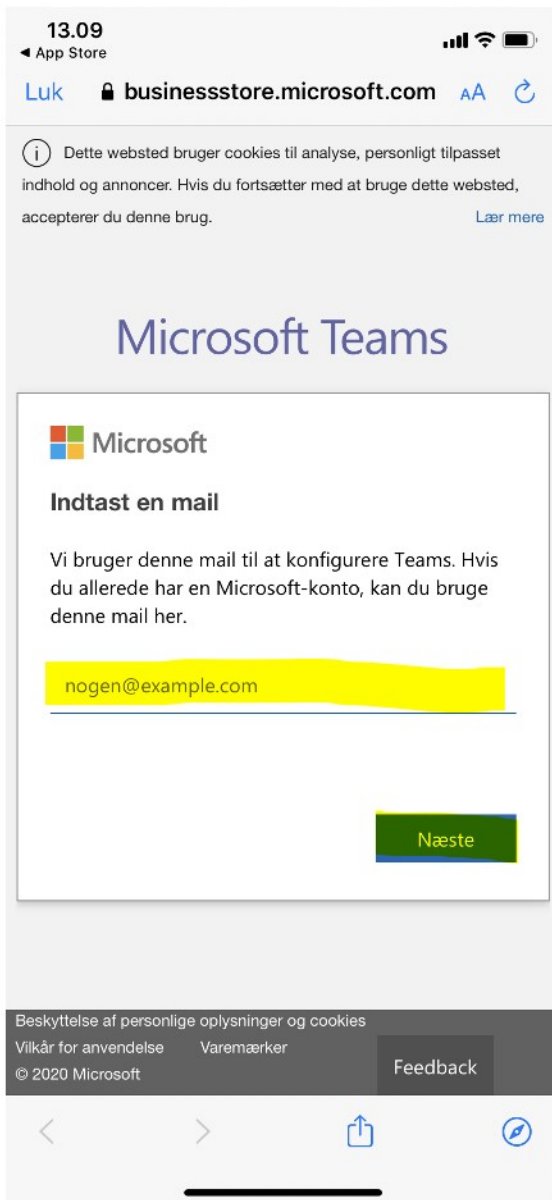 13.09
◀ App Store
Luk businessstore.microsoft.com AA
Dette websted bruger cookies til analyse, personligt tilpasset
indhold og annoncer. Hvis du fortsætter med at bruge dette websted,
accepterer du denne brug. Lær mere
Microsoft Teams
Microsoft
Indtast en mail
Vi bruger denne mail til at konfigurere Teams. Hvis
du allerede har en Microsoft-konto, kan du bruge
denne mail her.
nogen@example.com
Næste
Beskyttelse af personlige oplysninger og cookies
Vilkår for anvendelse Varemærker
© 2020 Microsoft
Feedback